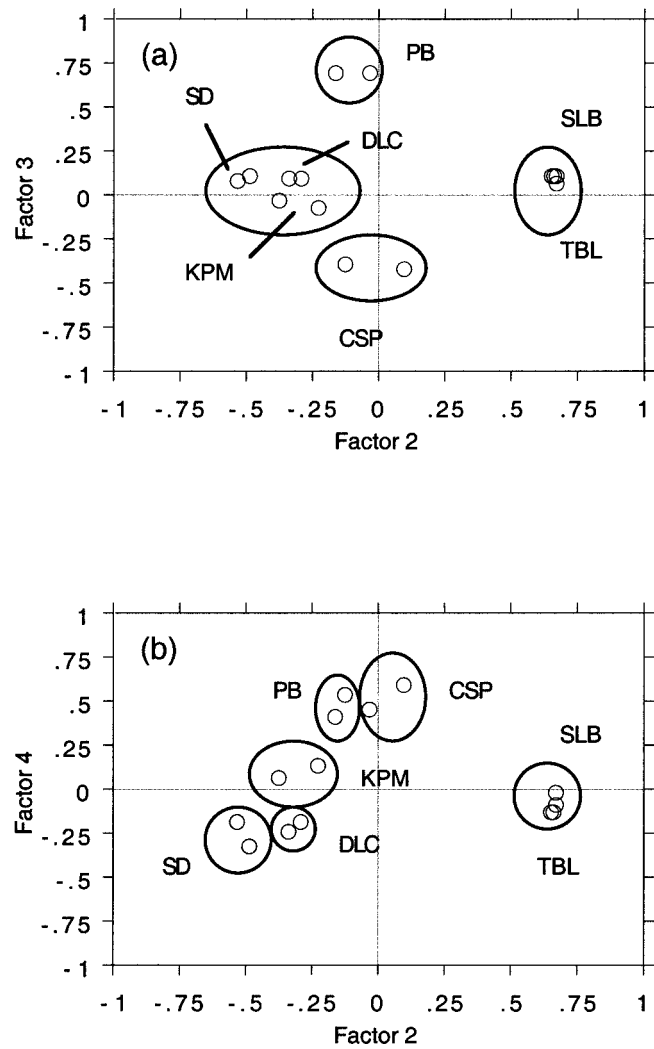 (a)
PB
SD
DLC
SLB
KPM
TBL
CSP
Factor 3
1
.75
.5
.25
0
-.25
-.5
-.75
-1
-1 -.75 -.5 -.25 0 .25 .5 .75 1
Factor 2
(b)
PB
CSP
SLB
KPM
DLC
SD
TBL
Factor 4
1
.75
.5
.25
0
-.25
-.5
-.75
-1
-1 -.75 -.5 -.25 0 .25 .5 .75 1
Factor 2